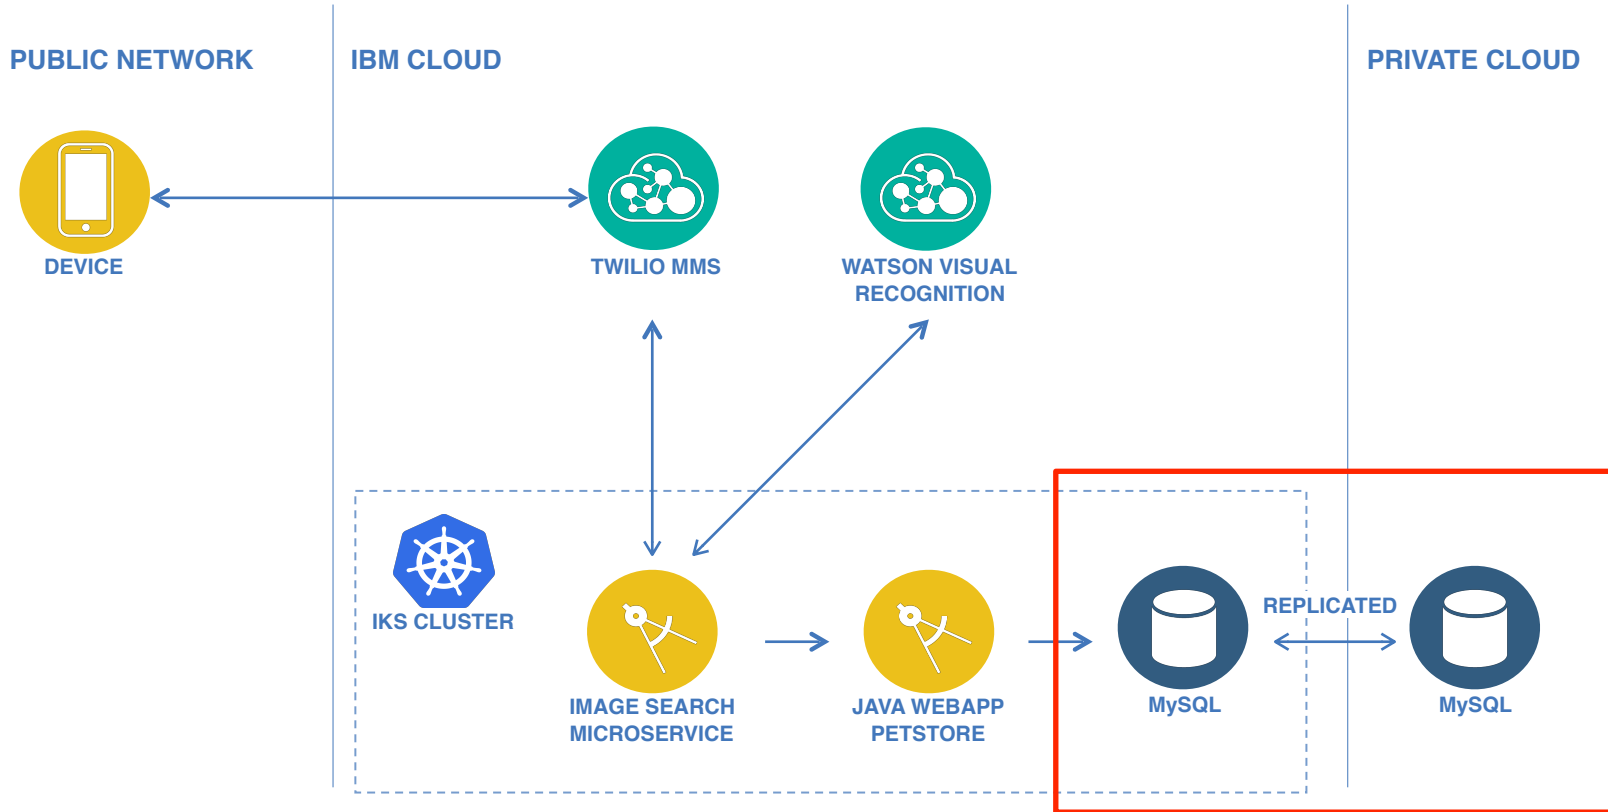 PUBLIC NETWORK
IBM CLOUD
PRIVATE CLOUD
DEVICE
TWILIO MMS
WATSON VISUAL
RECOGNITION
IKS CLUSTER
REPLICATED
IMAGE SEARCH
MICROSERVICE
JAVA WEBAPP
PETSTORE
MySQL
MySQL